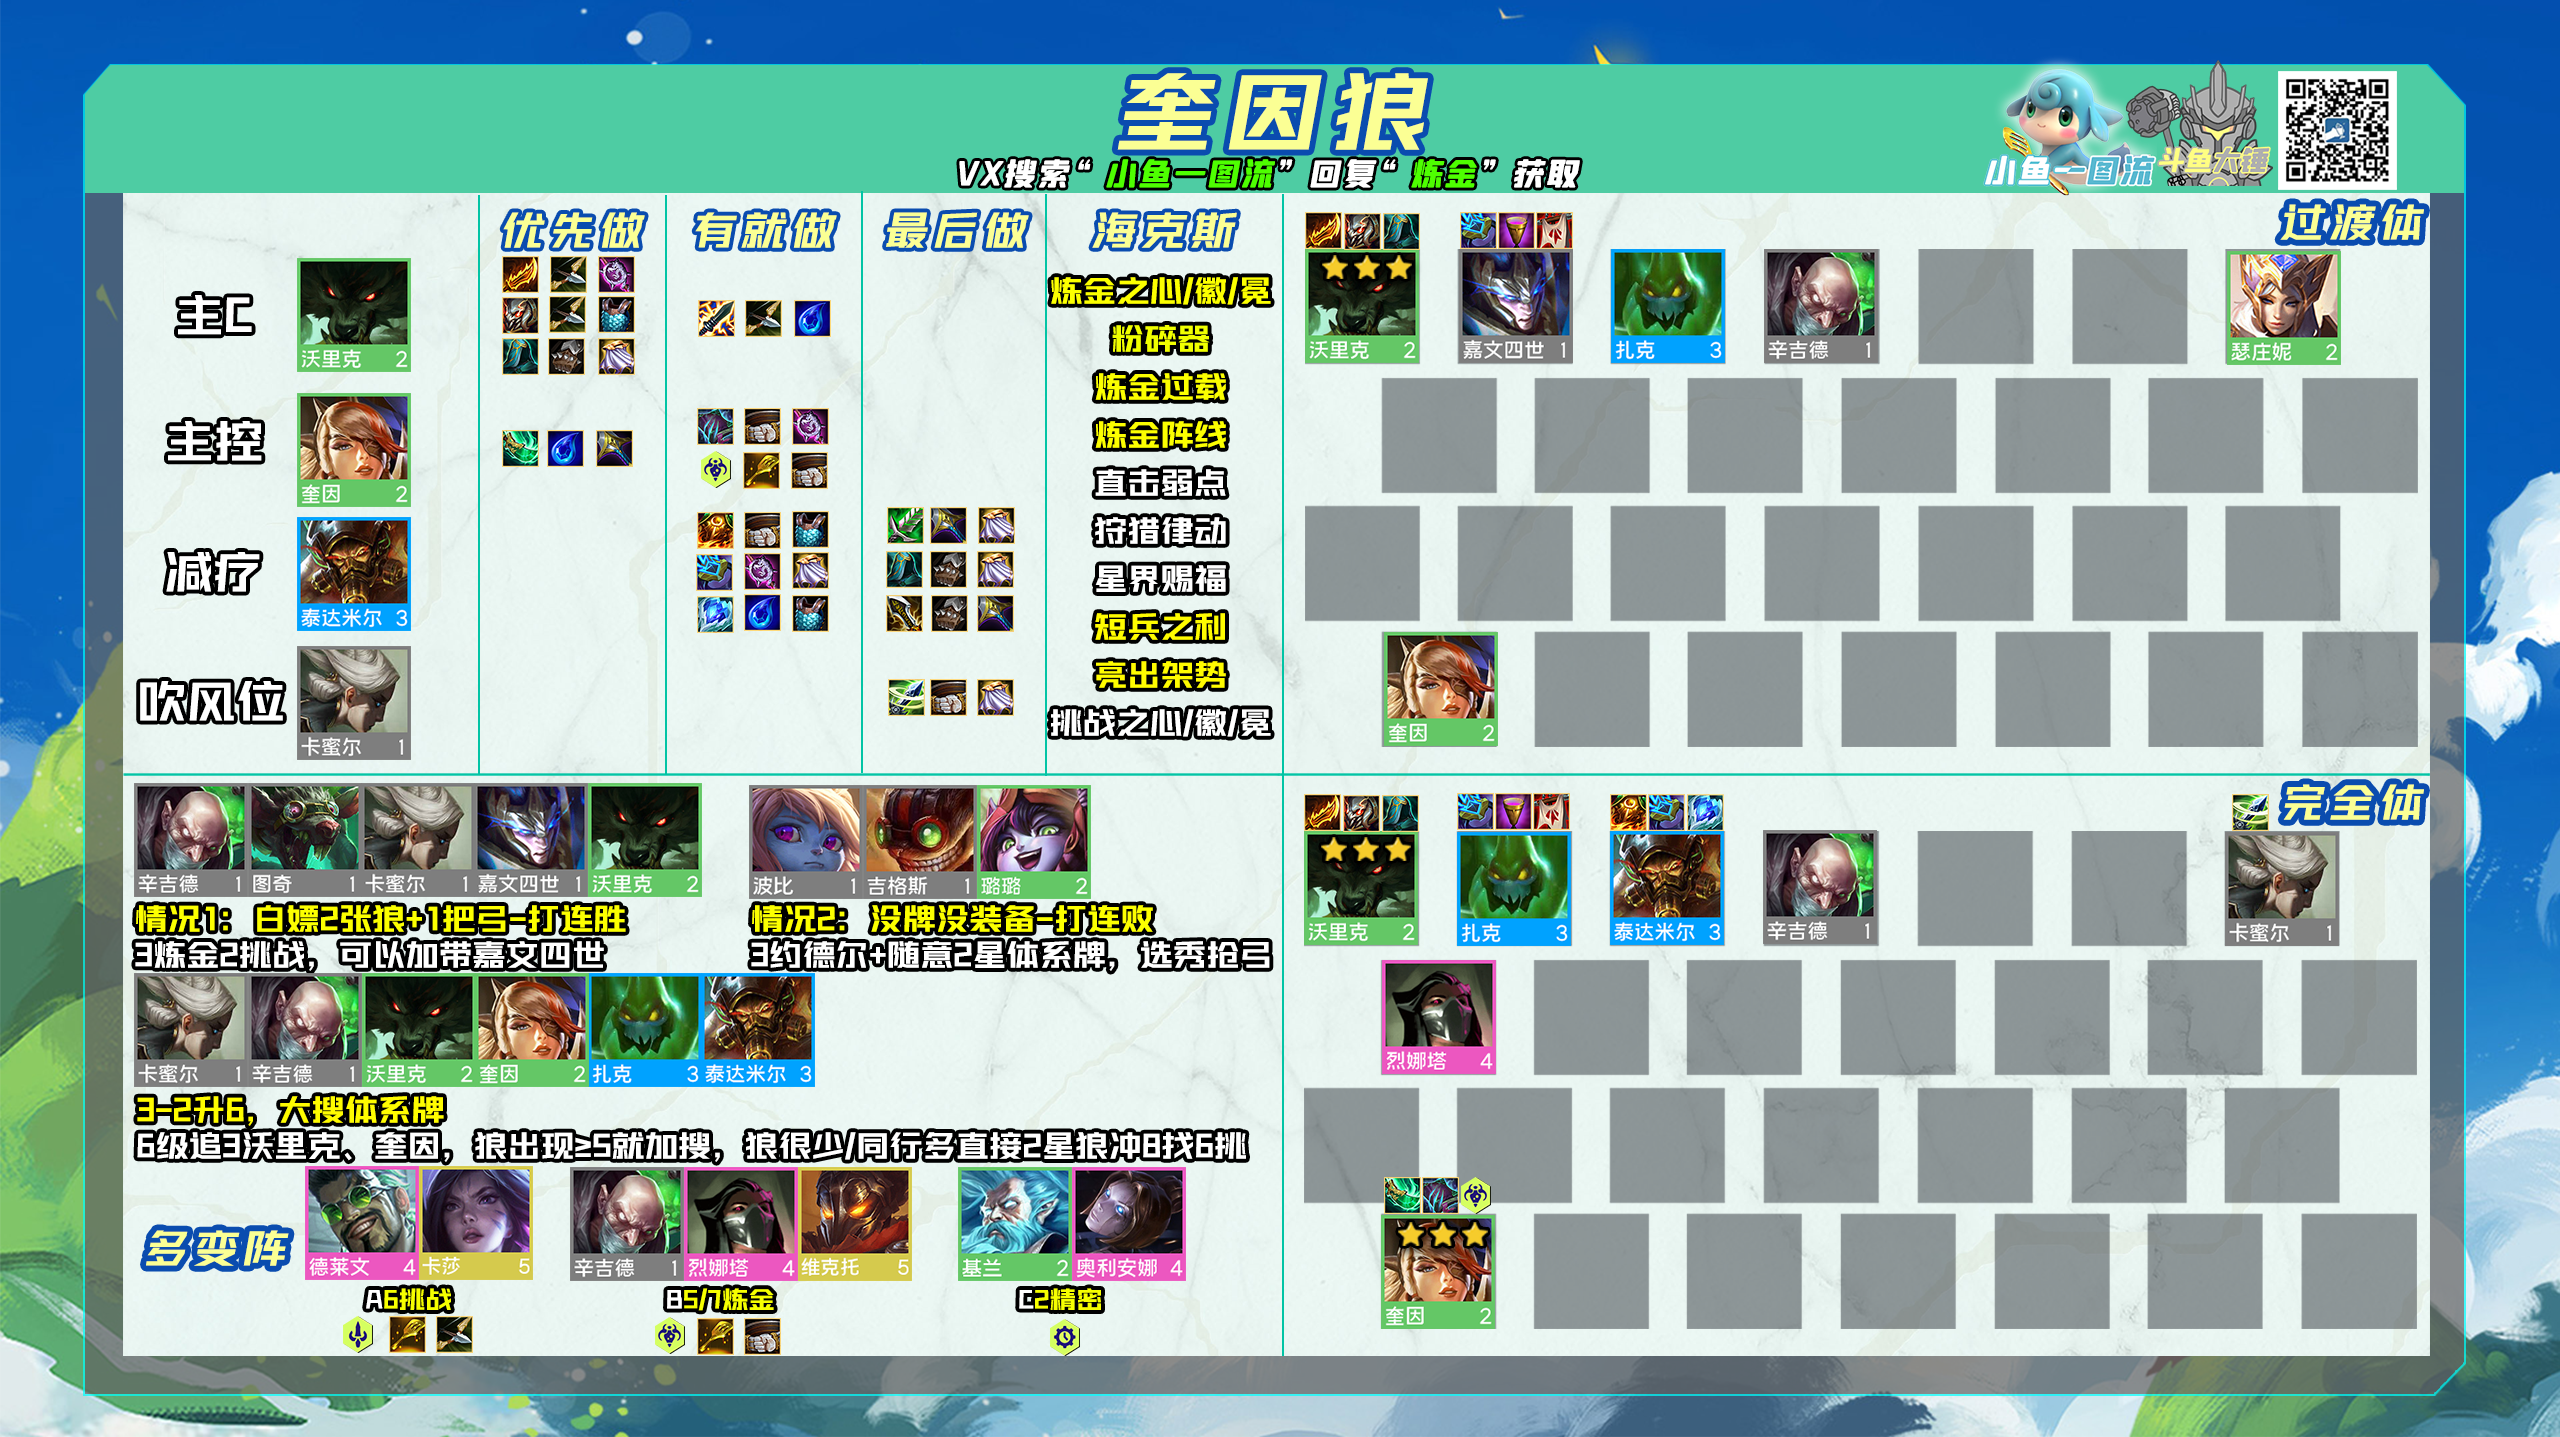 奎因狼
VX搜索“小鱼一图流”回复“炼金”获取
小鱼一图流
斗鱼大锤
优先做
有就做
最后做
海克斯
过渡体
主C
沃里克 2
主控
奎因 2
减疗
泰达米尔 3
吹风位
卡蜜尔 1
炼金之心/徽/冕
粉碎器
炼金过载
炼金阵线
直击弱点
狩猎律动
星界赐福
短兵之利
亮出架势
挑战之心/徽/冕
沃里克 2
嘉文四世 1
扎克 3
辛吉德 1
瑟庄妮 2
奎因 2
辛吉德 1
图奇 1
卡蜜尔 1
嘉文四世 1
沃里克 2
情况1：白嫖2张狼+1把弓-打连胜
3炼金2挑战，可以加带嘉文四世
波比 1
吉格斯 1
璐璐 2
情况2：没牌没装备-打连败
3约德尔+随意2星体系牌，选秀抢弓
卡蜜尔 1
辛吉德 1
沃里克 2
奎因 2
扎克 3
泰达米尔 3
3-2升6，大搜体系牌
6级追3沃里克、奎因，狼出现≥5就加搜，狼很少/同行多直接2星狼冲8找6挑
多变阵
德莱文 4
卡莎 5
A6挑战
辛吉德 1
烈娜塔 4
维克托 5
B5/7炼金
基兰 2
奥利安娜 4
C2精密
完全体
沃里克 2
扎克 3
泰达米尔 3
辛吉德 1
卡蜜尔 1
烈娜塔 4
奎因 2